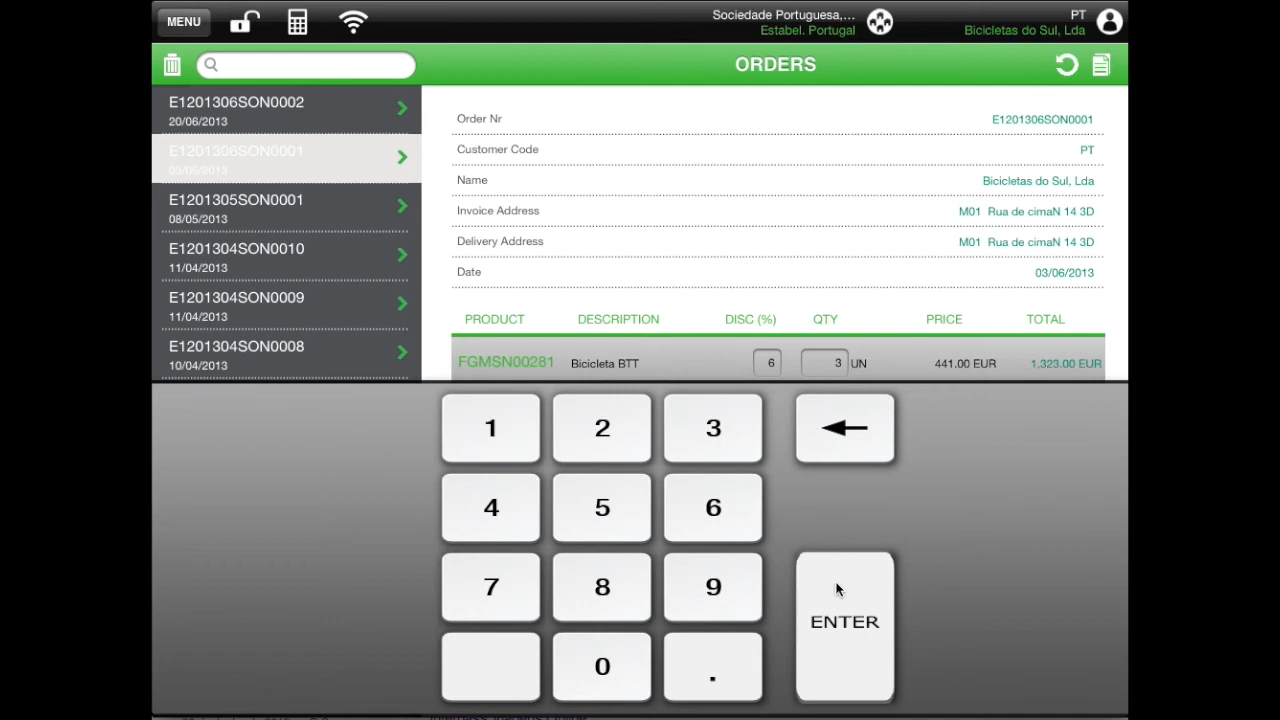 MENU
Sociedade Portuguesa,...
Estabel. Portugal
PT
Bicicletas do Sul, Lda
ORDERS
E1201306SON0002
20/06/2013
E1201306SON0001
03/06/2013
E1201305SON0001
08/05/2013
E1201304SON0010
11/04/2013
E1201304SON0009
11/04/2013
E1201304SON0008
10/04/2013
Order Nr E1201306SON0001
Customer Code PT
Name Bicicletas do Sul, Lda
Invoice Address M01 Rua de cimaN 14 3D
Delivery Address M01 Rua de cimaN 14 3D
Date 03/06/2013
PRODUCT DESCRIPTION DISC (%) QTY PRICE TOTAL
FGMSN00281 Bicicleta BTT 6 3 UN 441.00 EUR 1,323.00 EUR
1 2 3
4 5 6
7 8 9
ENTER
0 .